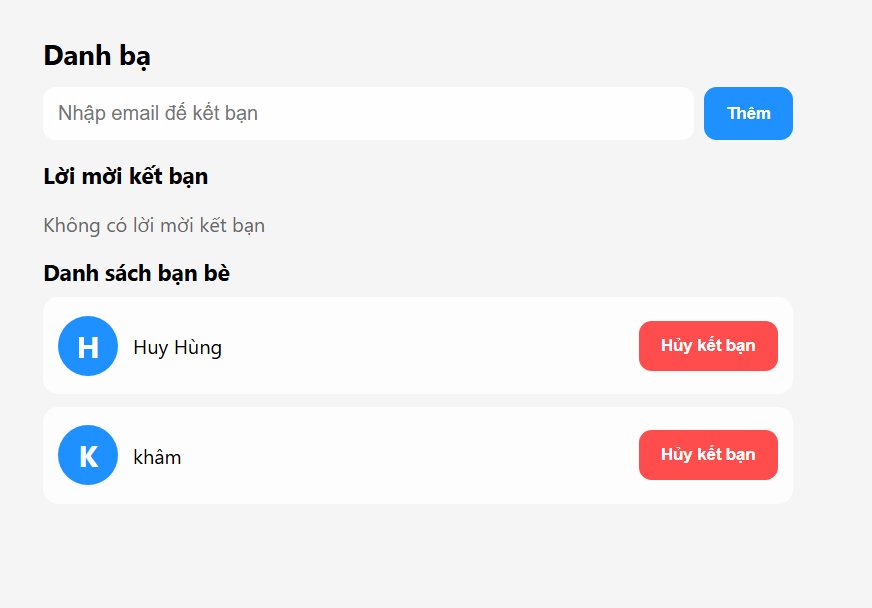 Danh bạ
Nhập email để kết bạn
Thêm
Lời mời kết bạn
Không có lời mời kết bạn
Danh sách bạn bè
H
Huy Hùng
Hủy kết bạn
K
khâm
Hủy kết bạn